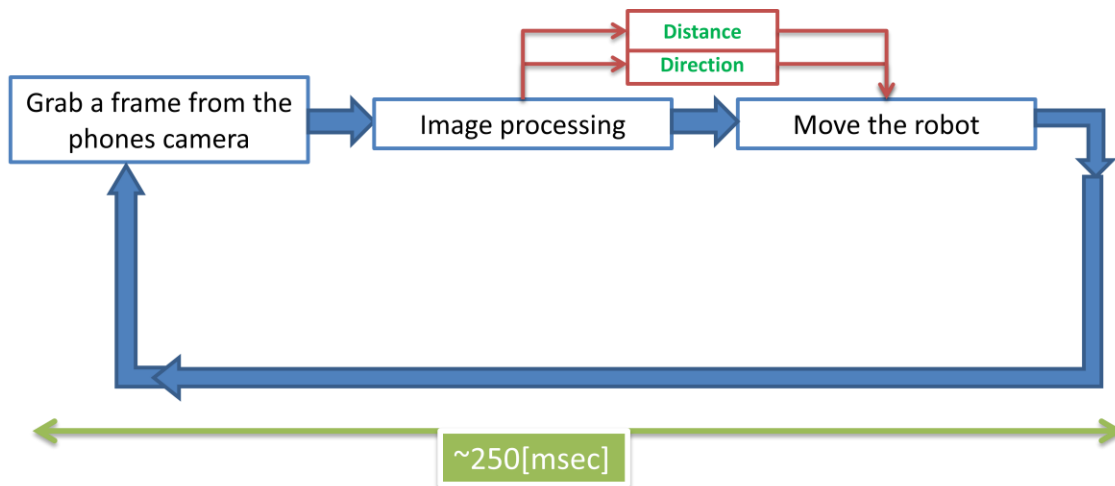 Distance
Direction
Grab a frame from the
phones camera
Image processing
Move the robot
~250[msec]